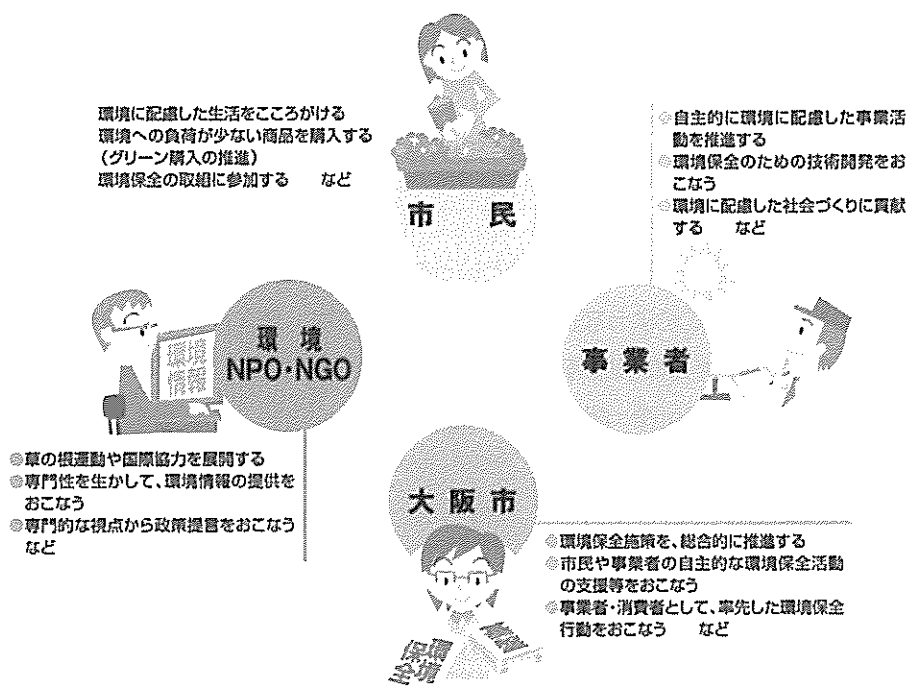 環境に配慮した生活をこころがける
環境への負荷が少ない商品を購入する
(グリーン購入の推進)
環境保全の取組に参加する　など
市　民
自主的に環境に配慮した事業活
動を推進する
環境保全のための技術開発をお
こなう
環境に配慮した社会づくりに貢献
する　など
環境
情報
環　境
NPO・NGO
事 業 者
●草の根運動や国際協力を展開する
●専門性を生かして、環境情報の提供を
おこなう
●専門的な視点から政策提言をおこなう
など
大 阪 市
●環境保全施策を、総合的に推進する
●市民や事業者の自主的な環境保全活動
の支援等をおこなう
●事業者・消費者として、率先した環境保全
行動をおこなう　など
環境
保全